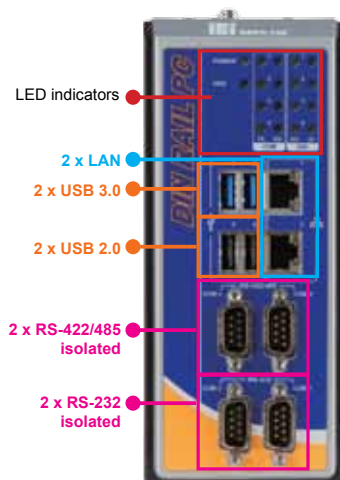 LED indicators
DIN RAIL PC
2 x LAN
2 x USB 3.0
2 x USB 2.0
2 x RS-422/485
isolated
2 x RS-232
isolated